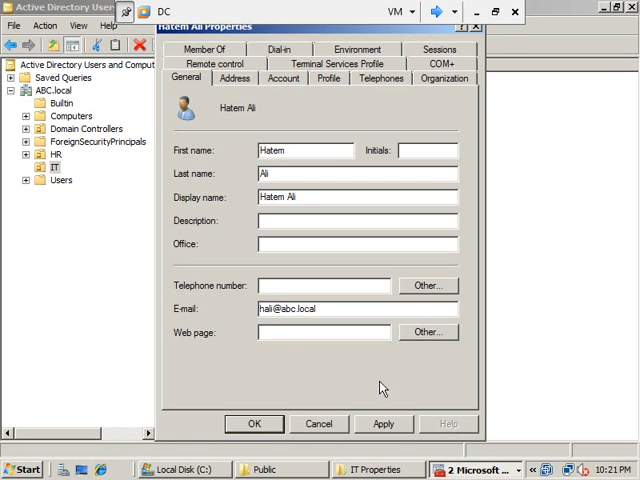 Active Directory Users
DC
VM
File Action View Help
Hatem Ali Properties
Active Directory Users and Comput
Saved Queries
ABC.local
Builtin
Computers
Domain Controllers
ForeignSecurityPrincipals
HR
IT
Users
Member Of Dial-in Environment Sessions
Remote control Terminal Services Profile COM+
General Address Account Profile Telephones Organization
Hatem Ali
First name: Hatem Initials:
Last name: Ali
Display name: Hatem Ali
Description:
Office:
Telephone number: Other...
E-mail: hali@abc.local
Web page: Other...
OK Cancel Apply Help
Start Local Disk (C:) Public IT Properties 2 Microsoft ... 10:21 PM